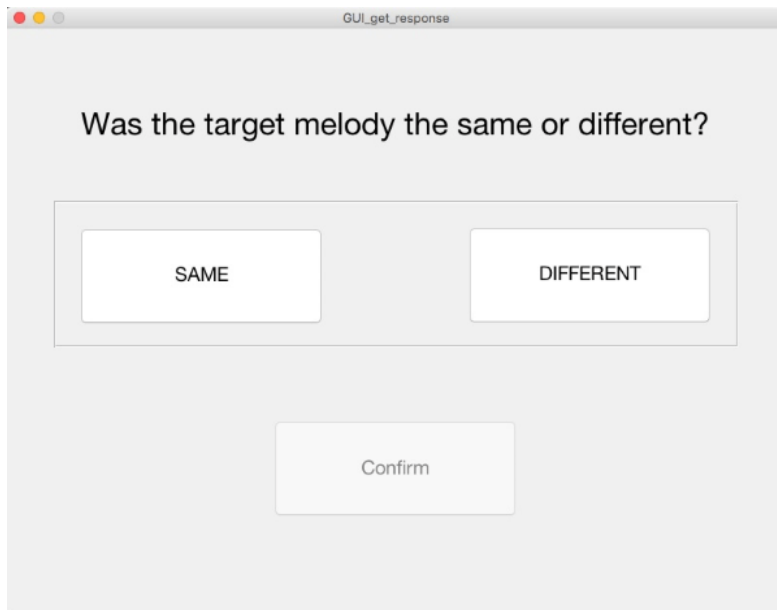 GUI_get_response
Was the target melody the same or different?
SAME
DIFFERENT
Confirm